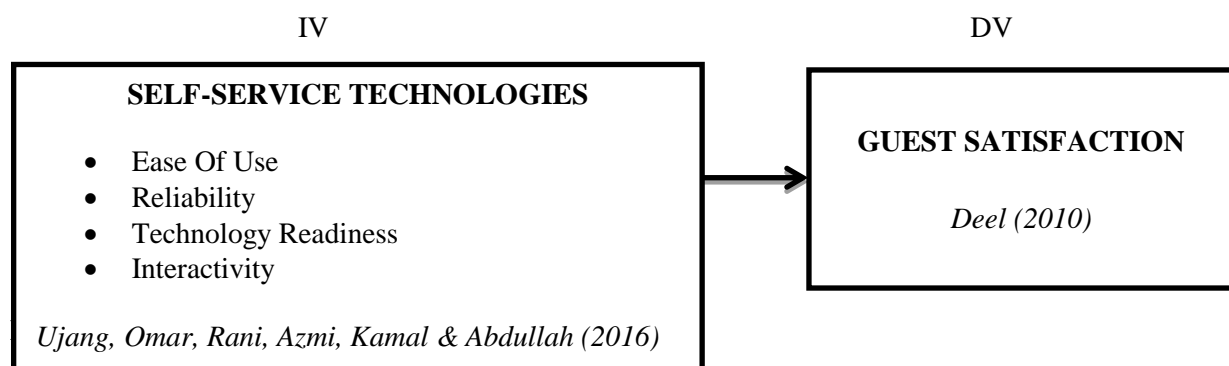 IV
DV
SELF-SERVICE TECHNOLOGIES
• Ease Of Use
• Reliability
• Technology Readiness
• Interactivity
Ujang, Omar, Rani, Azmi, Kamal & Abdullah (2016)
GUEST SATISFACTION
Deel (2010)